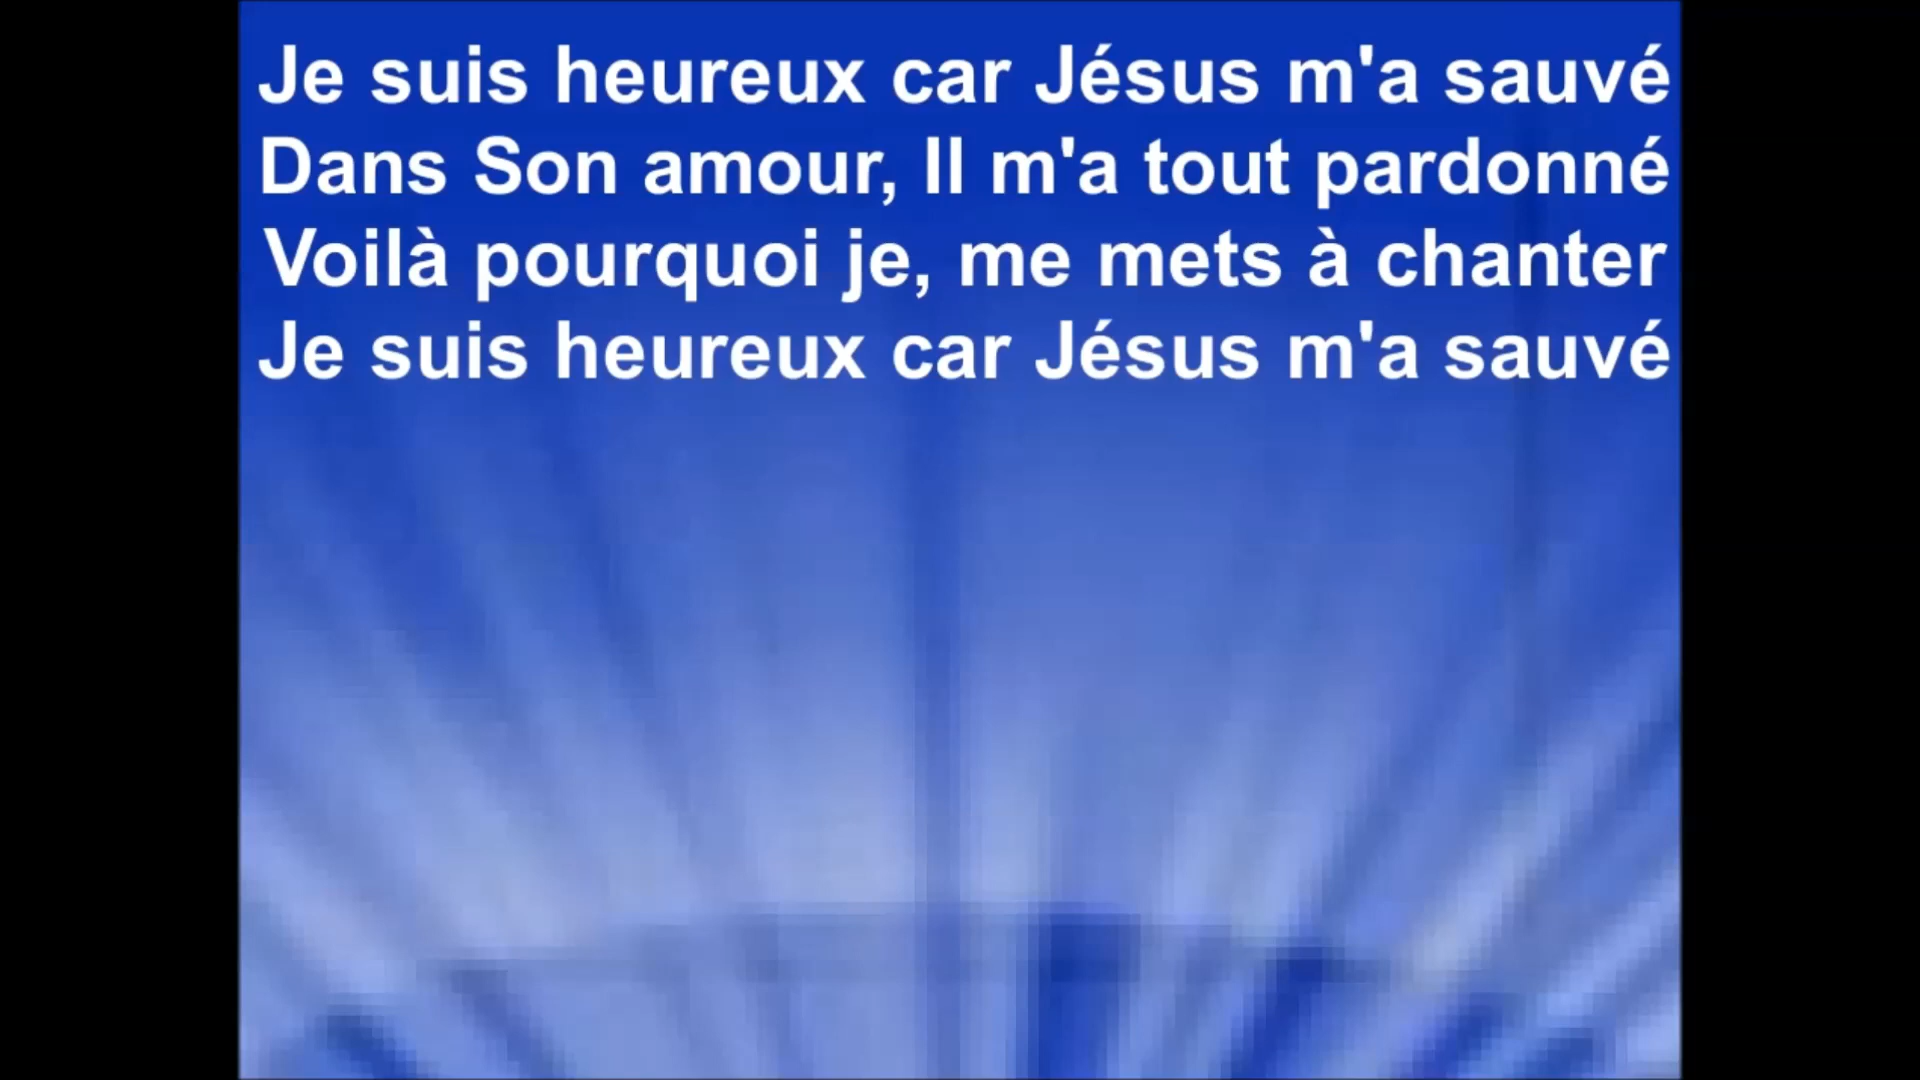 Je suis heureux car Jésus m'a sauvé
Dans Son amour, Il m'a tout pardonné
Voilà pourquoi je, me mets à chanter
Je suis heureux car Jésus m'a sauvé